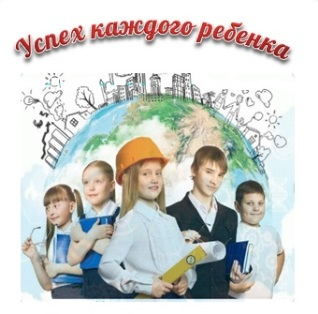 Успех каждого ребенка